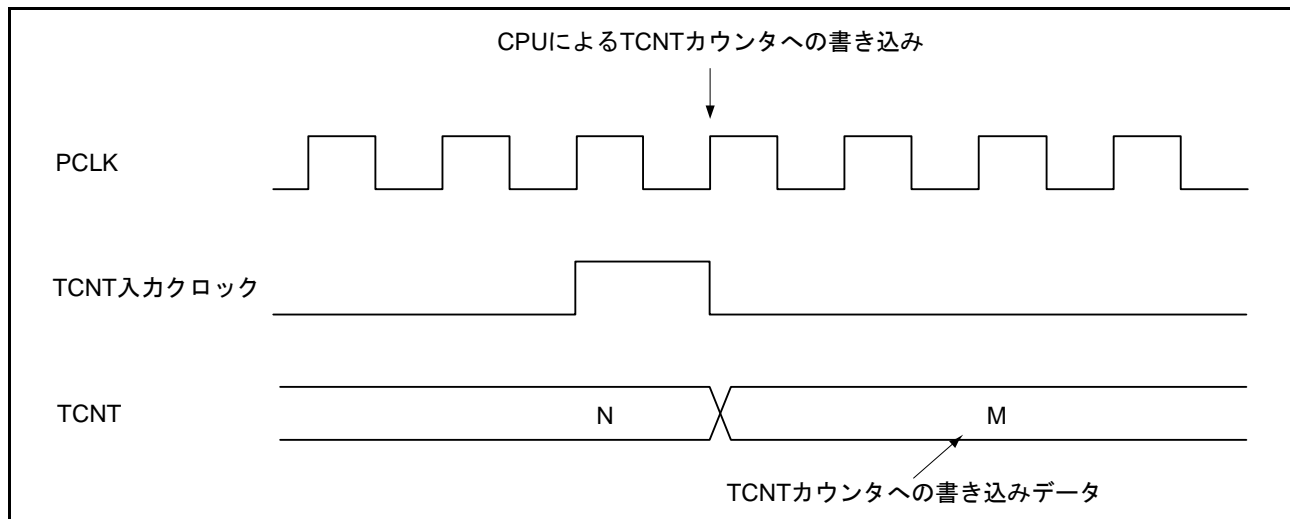 CPUによるTCNTカウンタへの書き込み
PCLK
TCNT入力クロック
TCNT
N
M
TCNTカウンタへの書き込みデータ